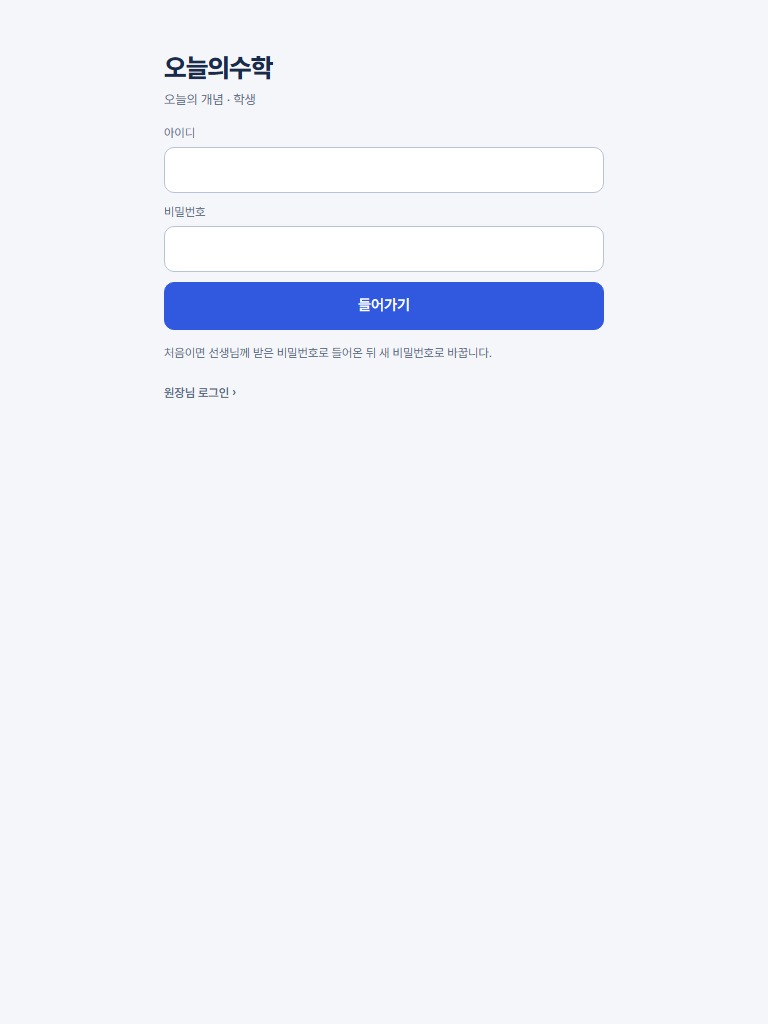 오늘의수학
오늘의 개념 · 학생
아이디
비밀번호
들어가기
처음이면 선생님께 받은 비밀번호로 들어온 뒤 새 비밀번호로 바꿉니다.
원장님 로그인 ›